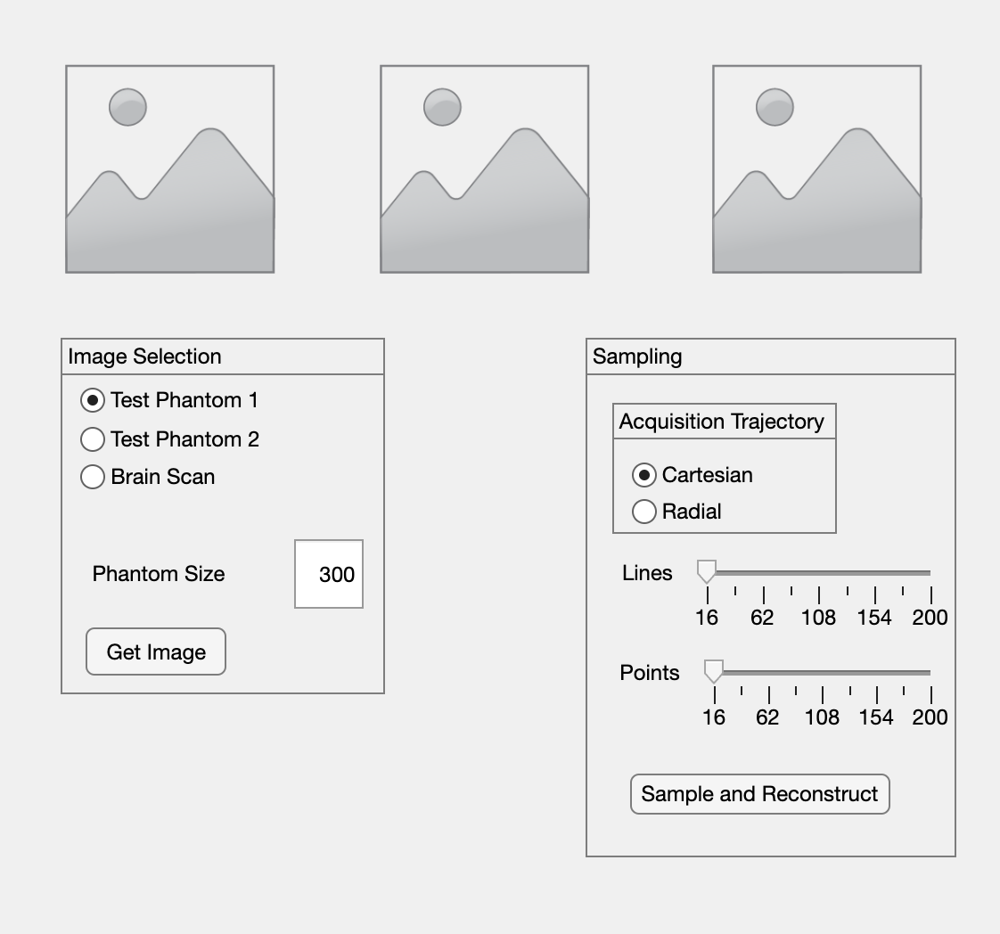 Image Selection
Test Phantom 1
Test Phantom 2
Brain Scan
Phantom Size
300
Get Image
Sampling
Acquisition Trajectory
Cartesian
Radial
Lines
16 62 108 154 200
Points
16 62 108 154 200
Sample and Reconstruct